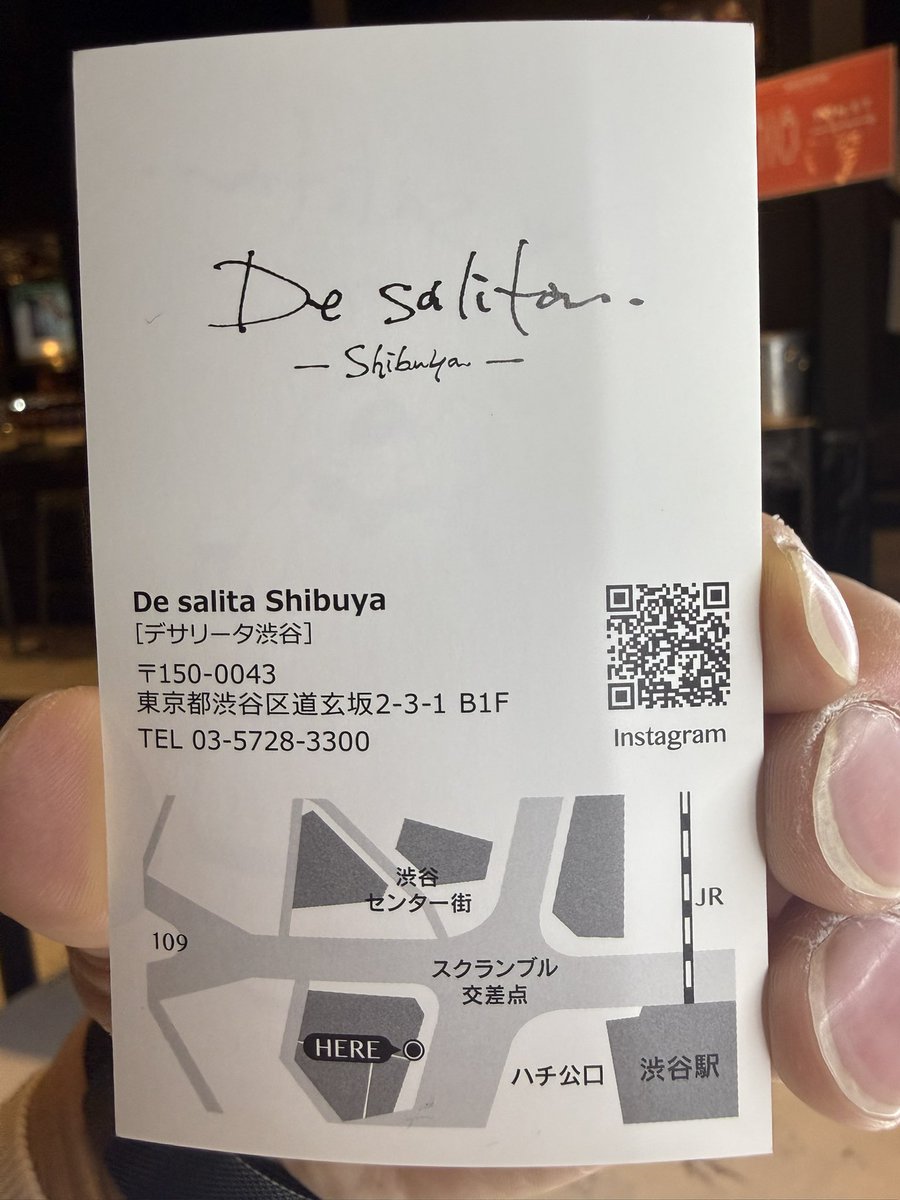 De salita.
— Shibuya —
De salita Shibuya
［デサリータ渋谷］
〒150-0043
東京都渋谷区道玄坂2-3-1 B1F
TEL 03-5728-3300
Instagram
渋谷
センター街
JR
109
スクランブル
交差点
HERE
ハチ公口
渋谷駅